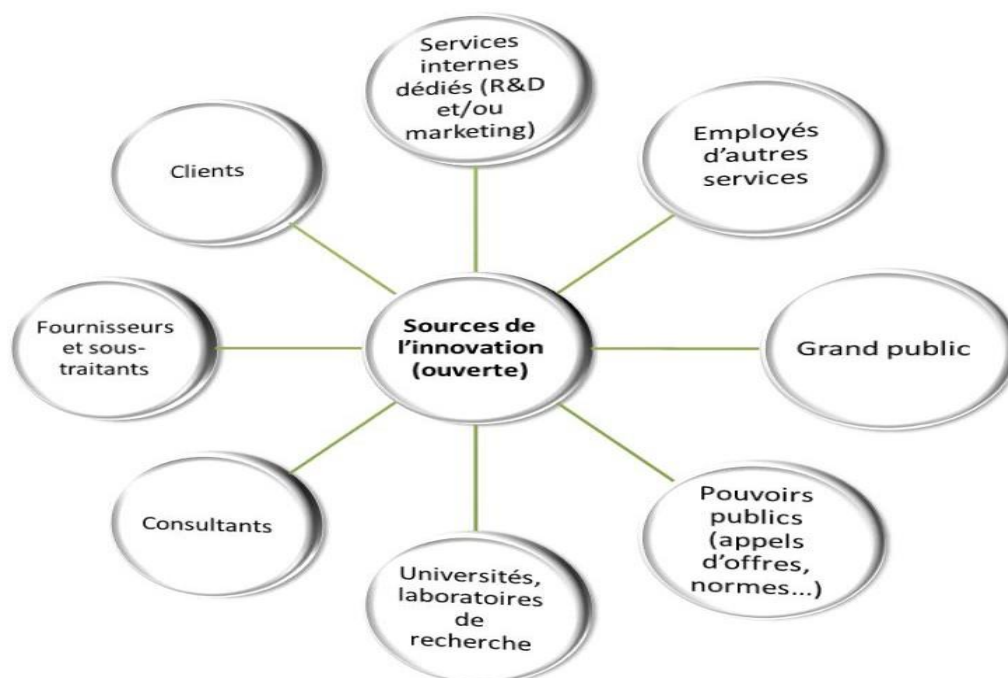 Services
internes
dédiés (R&D
et/ou
marketing)
Employés
d'autres
services
Clients
Sources de
l'innovation
(ouverte)
Fournisseurs
et sous-
traitants
Grand public
Consultants
Pouvoirs
publics
(appels
d'offres,
normes...)
Universités,
laboratoires
de
recherche